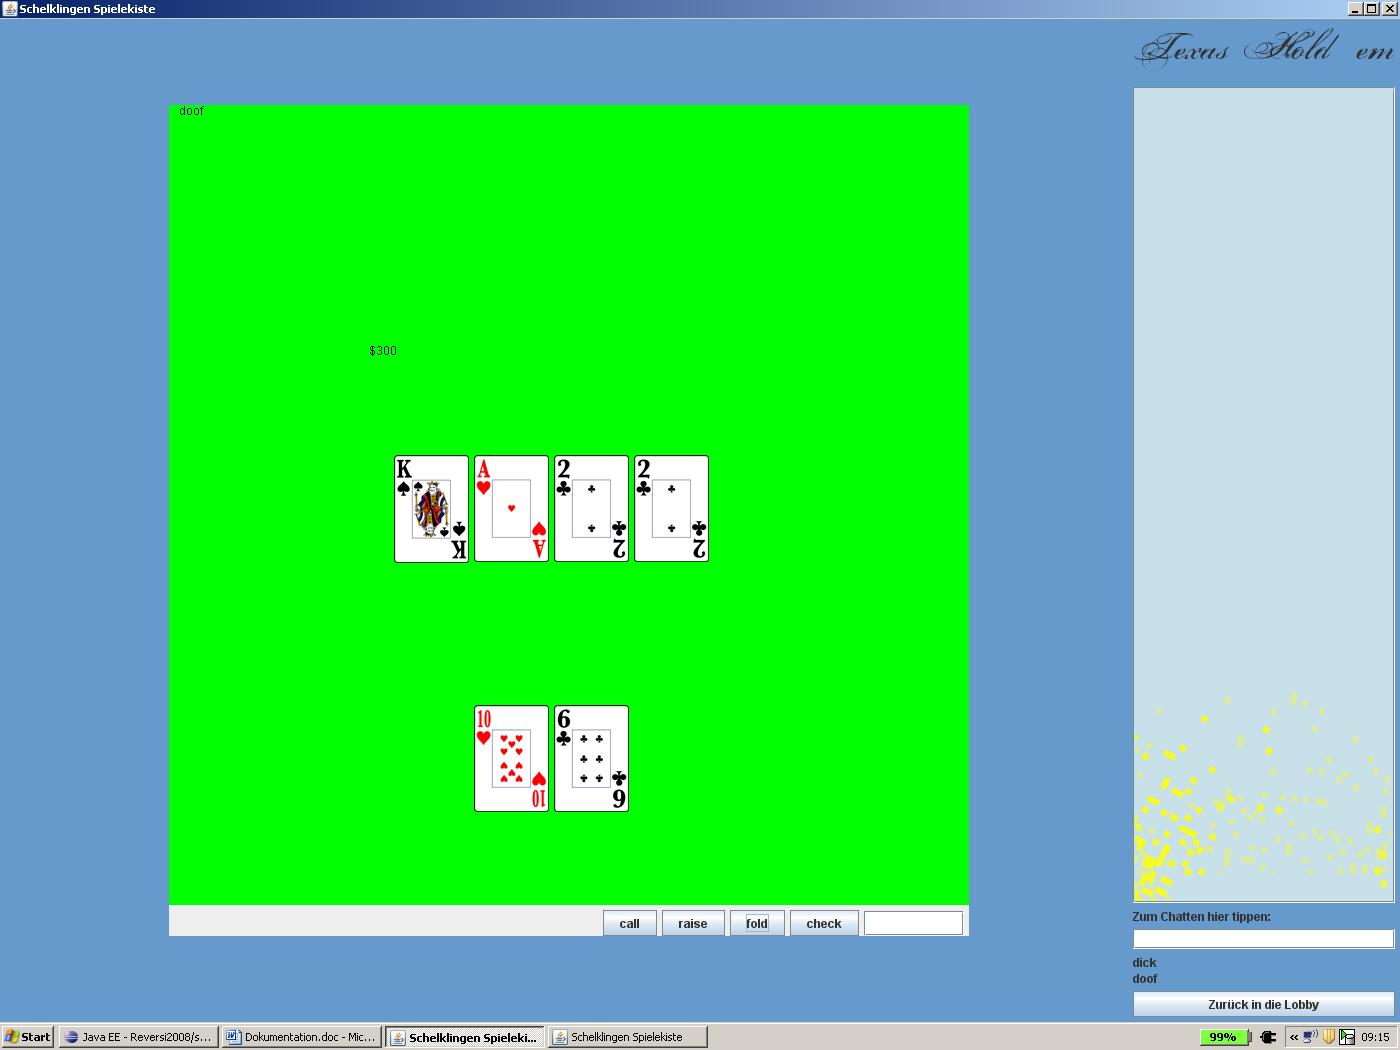 Schelklingen Spielekiste
Texas Hold em
doof
$300
K A 2 2
K A 2 2
10 6
10 6
call raise fold check
Zum Chatten hier tippen:
dick
doof
Zurück in die Lobby
Start Java EE - Reversi2008/s... Dokumentation.doc - Mic... Schelklingen Spieleki... Schelklingen Spielekiste 99% « 09:15